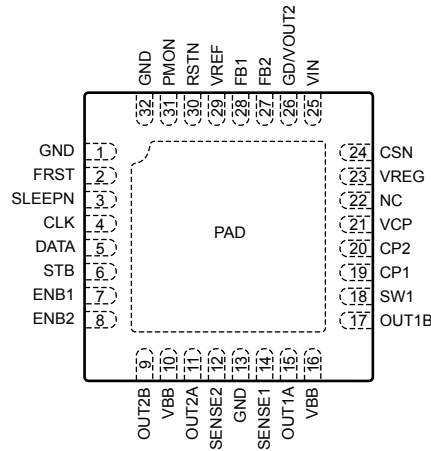 GND
PMON
RSTN
VREF
FB1
FB2
GD/VOUT2
VIN
32
31
30
29
28
27
26
25
GND 1
FRST 2
SLEEPN 3
CLK 4
DATA 5
STB 6
ENB1 7
ENB2 8
PAD
24 CSN
23 VREG
22 NC
21 VCP
20 CP2
19 CP1
18 SW1
17 OUT1B
9
10
11
12
13
14
15
16
OUT2B
VBB
OUT2A
SENSE2
GND
SENSE1
OUT1A
VBB